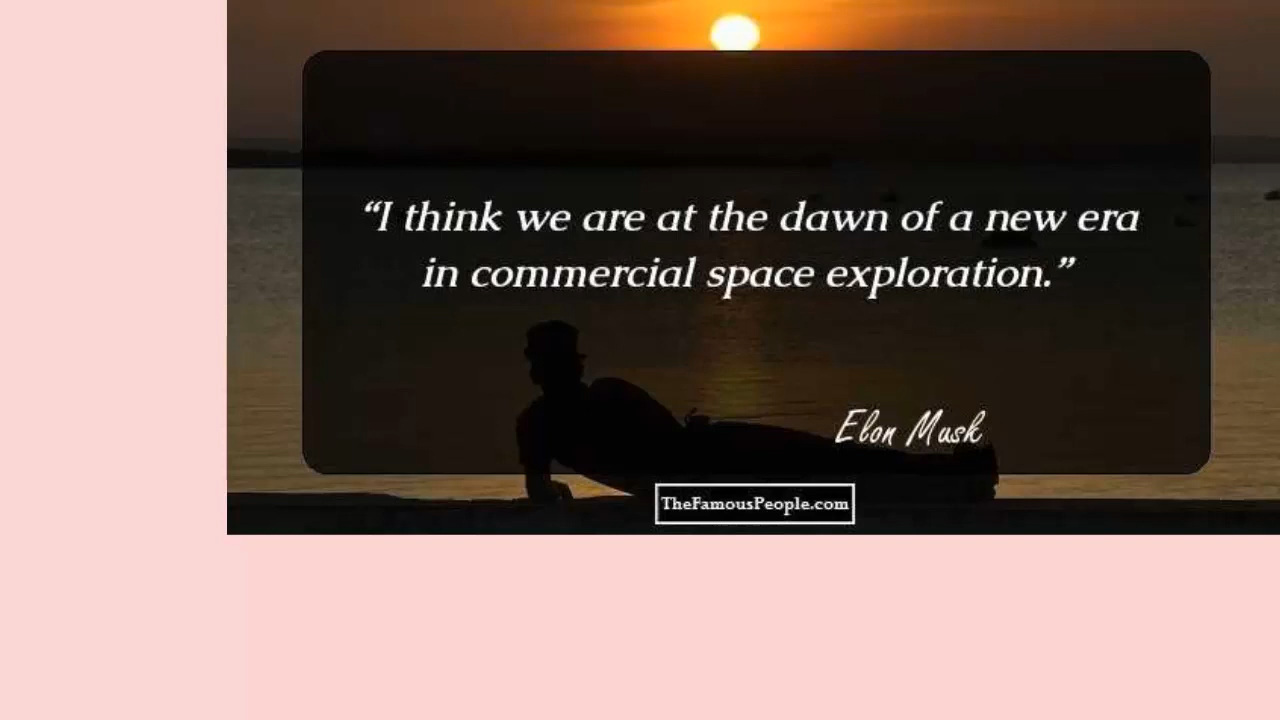 “I think we are at the dawn of a new era
in commercial space exploration.”
Elon Musk
TheFamousPeople.com